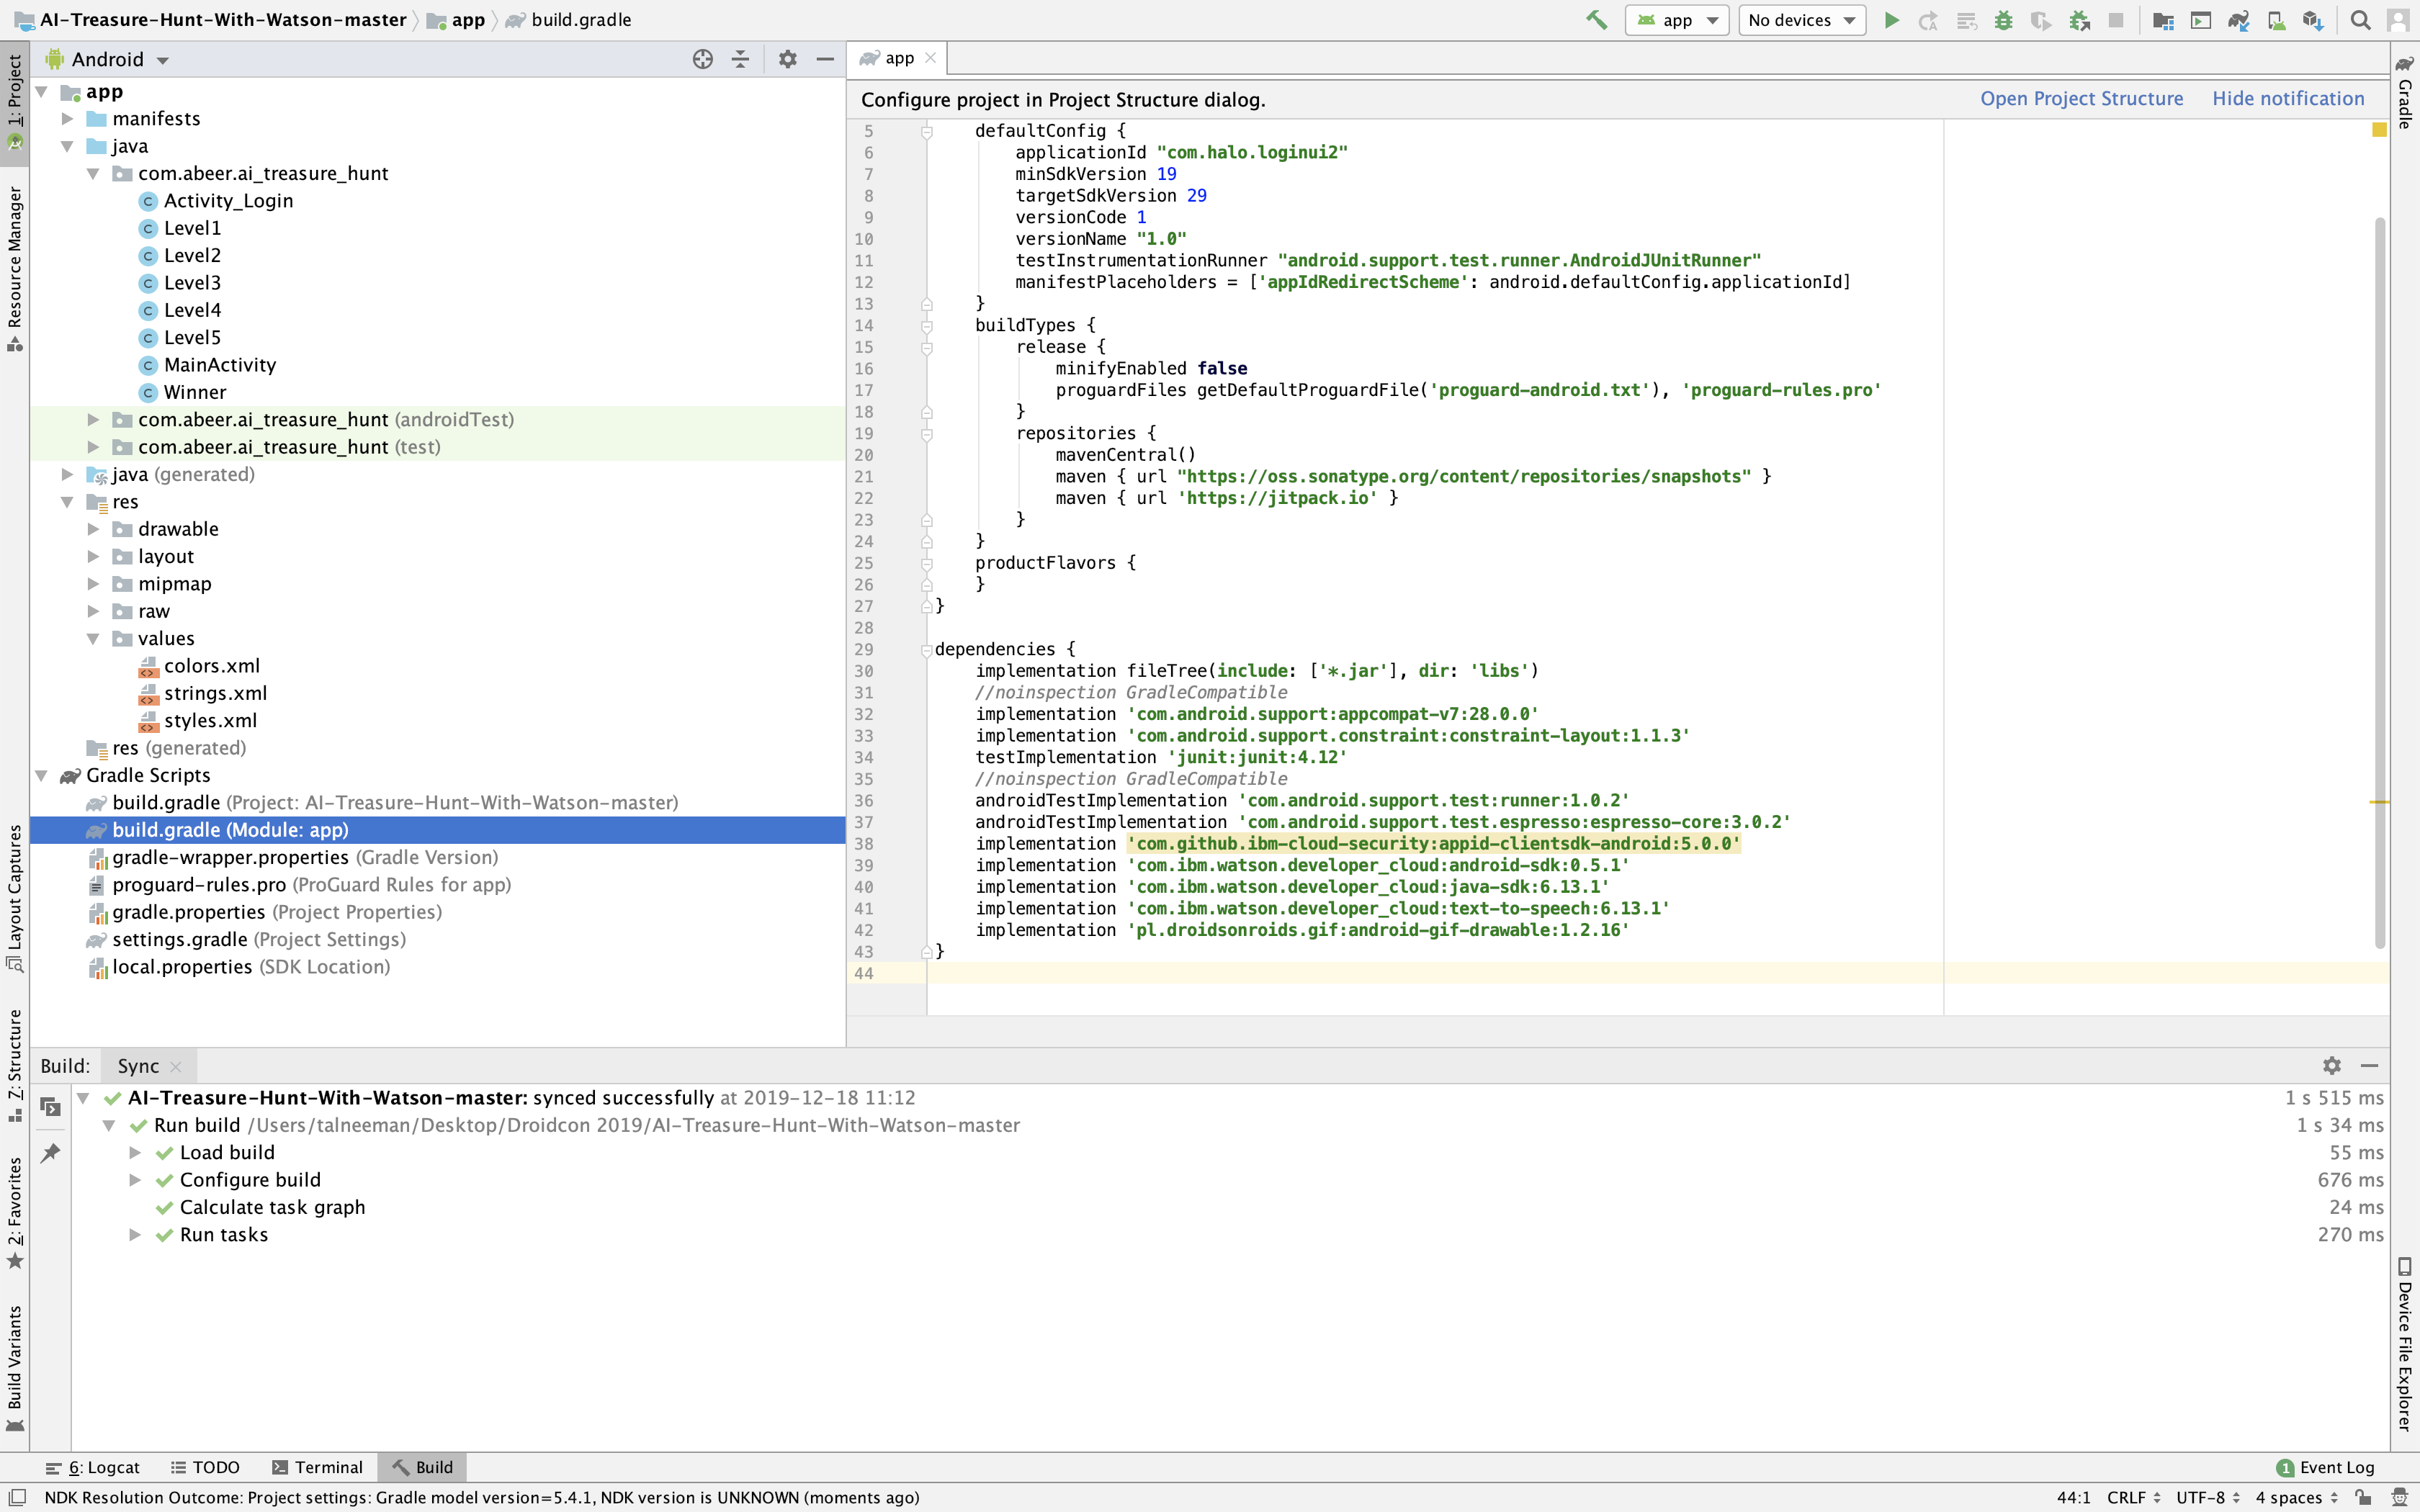 AI-Treasure-Hunt-With-Watson-master app build.gradle
app No devices
1: Project
Resource Manager
Layout Captures
7: Structure
2: Favorites
Build Variants
Android
app
manifests
java
com.abeer.ai_treasure_hunt
Activity_Login
Level1
Level2
Level3
Level4
Level5
MainActivity
Winner
com.abeer.ai_treasure_hunt (androidTest)
com.abeer.ai_treasure_hunt (test)
java (generated)
res
drawable
layout
mipmap
raw
values
colors.xml
strings.xml
styles.xml
res (generated)
Gradle Scripts
build.gradle (Project: AI-Treasure-Hunt-With-Watson-master)
build.gradle (Module: app)
gradle-wrapper.properties (Gradle Version)
proguard-rules.pro (ProGuard Rules for app)
gradle.properties (Project Properties)
settings.gradle (Project Settings)
local.properties (SDK Location)
app
Configure project in Project Structure dialog. Open Project Structure Hide notification
5 defaultConfig {
6 applicationId "com.halo.loginui2"
7 minSdkVersion 19
8 targetSdkVersion 29
9 versionCode 1
10 versionName "1.0"
11 testInstrumentationRunner "android.support.test.runner.AndroidJUnitRunner"
12 manifestPlaceholders = ['appIdRedirectScheme': android.defaultConfig.applicationId]
13 }
14 buildTypes {
15 release {
16 minifyEnabled false
17 proguardFiles getDefaultProguardFile('proguard-android.txt'), 'proguard-rules.pro'
18 }
19 repositories {
20 mavenCentral()
21 maven { url "https://oss.sonatype.org/content/repositories/snapshots" }
22 maven { url 'https://jitpack.io' }
23 }
24 }
25 productFlavors {
26 }
27 }
28
29 dependencies {
30 implementation fileTree(include: ['*.jar'], dir: 'libs')
31 //noinspection GradleCompatible
32 implementation 'com.android.support:appcompat-v7:28.0.0'
33 implementation 'com.android.support.constraint:constraint-layout:1.1.3'
34 testImplementation 'junit:junit:4.12'
35 //noinspection GradleCompatible
36 androidTestImplementation 'com.android.support.test:runner:1.0.2'
37 androidTestImplementation 'com.android.support.test.espresso:espresso-core:3.0.2'
38 implementation 'com.github.ibm-cloud-security:appid-clientsdk-android:5.0.0'
39 implementation 'com.ibm.watson.developer_cloud:android-sdk:0.5.1'
40 implementation 'com.ibm.watson.developer_cloud:java-sdk:6.13.1'
41 implementation 'com.ibm.watson.developer_cloud:text-to-speech:6.13.1'
42 implementation 'pl.droidsonroids.gif:android-gif-drawable:1.2.16'
43 }
44
Gradle
Device File Explorer
Build: Sync
AI-Treasure-Hunt-With-Watson-master: synced successfully at 2019-12-18 11:12 1 s 515 ms
Run build /Users/talneeman/Desktop/Droidcon 2019/AI-Treasure-Hunt-With-Watson-master 1 s 34 ms
Load build 55 ms
Configure build 676 ms
Calculate task graph 24 ms
Run tasks 270 ms
6: Logcat TODO Terminal Build 1 Event Log
NDK Resolution Outcome: Project settings: Gradle model version=5.4.1, NDK version is UNKNOWN (moments ago) 44:1 CRLF UTF-8 4 spaces